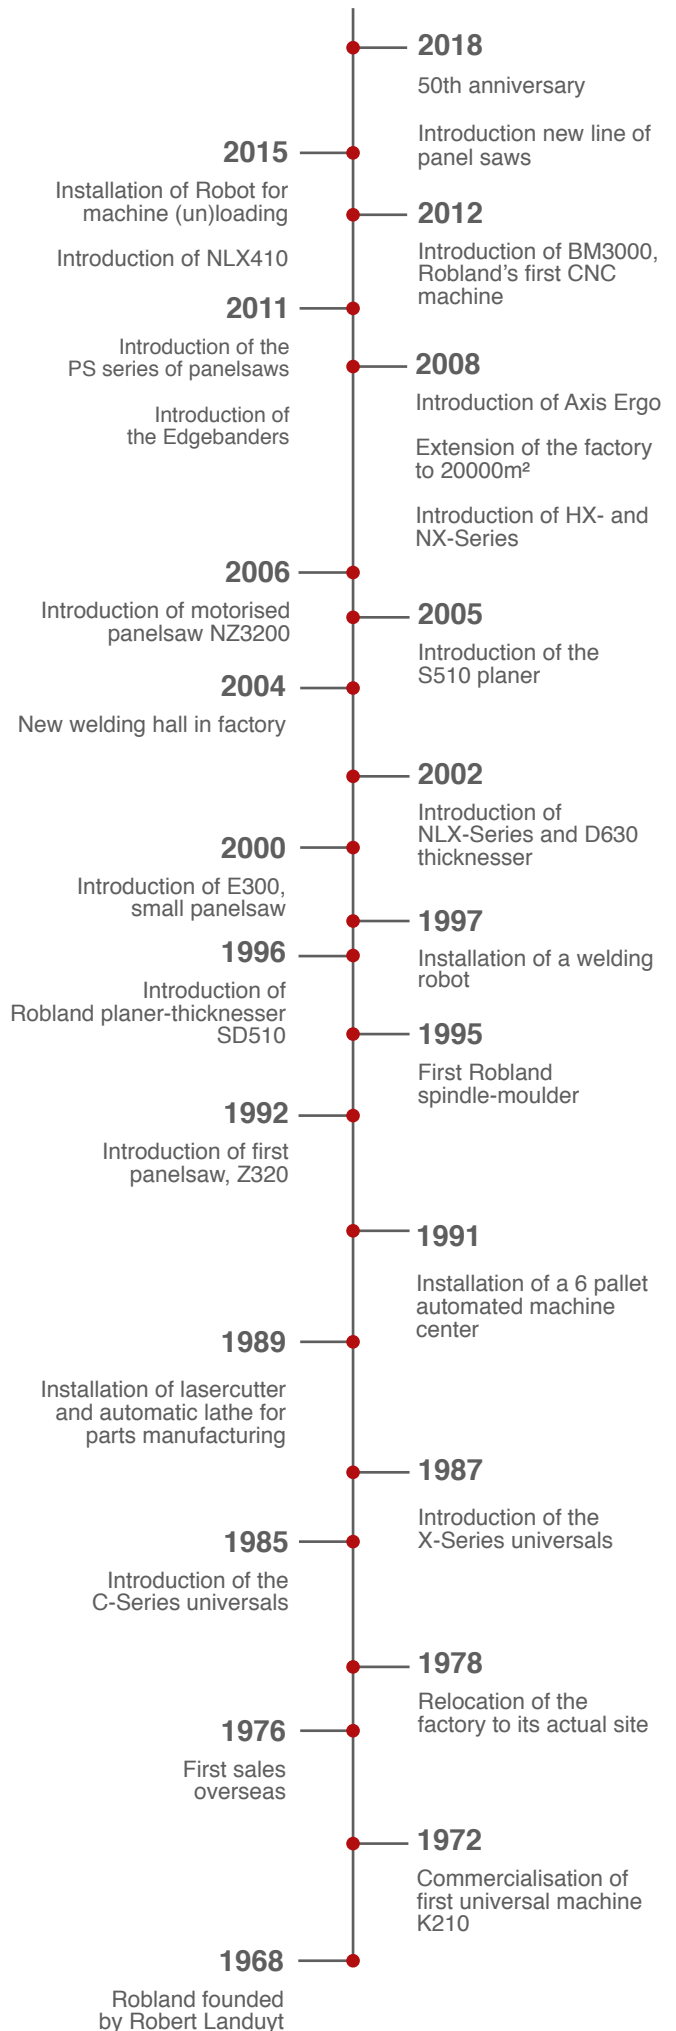 2018
50th anniversary
Introduction new line of
panel saws
2015
Installation of Robot for
machine (un)loading
Introduction of NLX410
2012
Introduction of BM3000,
Robland's first CNC
machine
2011
Introduction of the
PS series of panelsaws
Introduction of
the Edgebanders
2008
Introduction of Axis Ergo
Extension of the factory
to 20000m²
Introduction of HX- and
NX-Series
2006
Introduction of motorised
panelsaw NZ3200
2005
Introduction of the
S510 planer
2004
New welding hall in factory
2002
Introduction of
NLX-Series and D630
thicknesser
2000
Introduction of E300,
small panelsaw
1997
Installation of a welding
robot
1996
Introduction of
Robland planer-thicknesser
SD510
1995
First Robland
spindle-moulder
1992
Introduction of first
panelsaw, Z320
1991
Installation of a 6 pallet
automated machine
center
1989
Installation of lasercutter
and automatic lathe for
parts manufacturing
1987
Introduction of the
X-Series universals
1985
Introduction of the
C-Series universals
1978
Relocation of the
factory to its actual site
1976
First sales
overseas
1972
Commercialisation of
first universal machine
K210
1968
Robland founded
by Robert Landuyt